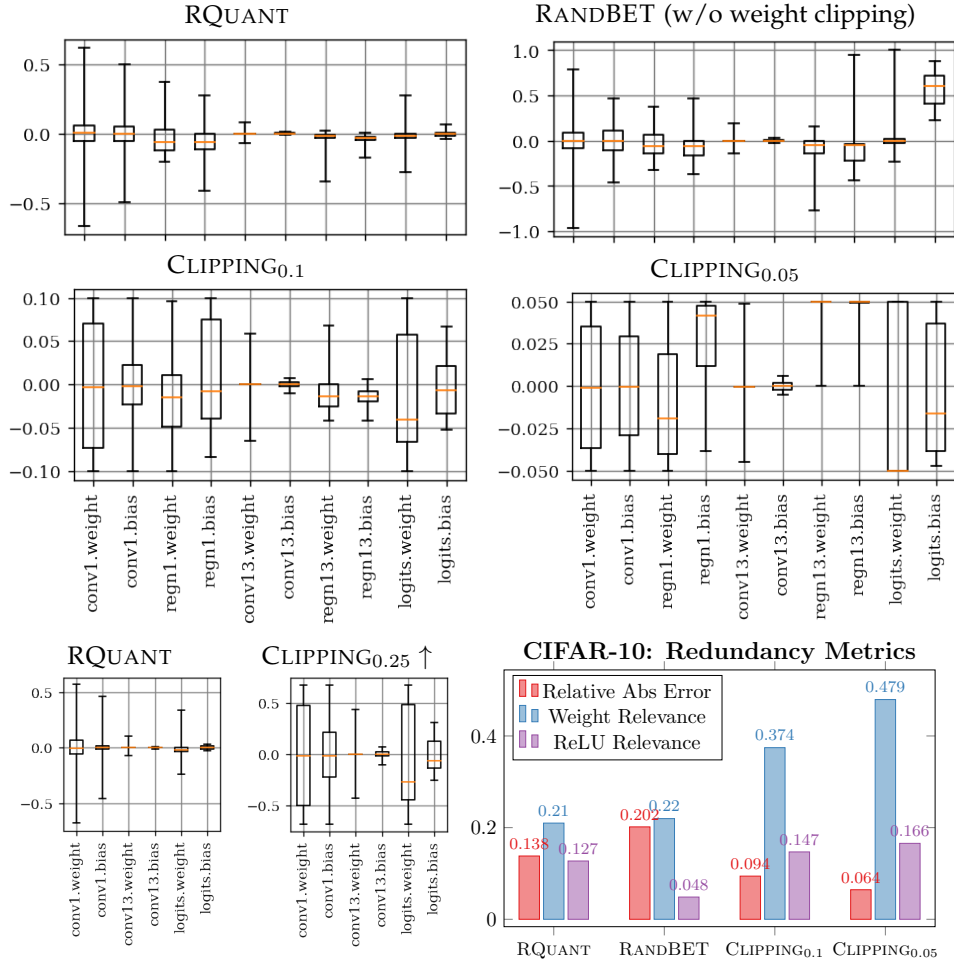 RQUANT
RANDBET (w/o weight clipping)
0.5
0.0
−0.5
1.0
0.5
0.0
−0.5
−1.0
CLIPPING0.1
CLIPPING0.05
0.10
0.05
0.00
−0.05
−0.10
0.050
0.025
0.000
−0.025
−0.050
conv1.weight
conv1.bias
regn1.weight
regn1.bias
conv13.weight
conv13.bias
regn13.weight
regn13.bias
logits.weight
logits.bias
conv1.weight
conv1.bias
regn1.weight
regn1.bias
conv13.weight
conv13.bias
regn13.weight
regn13.bias
logits.weight
logits.bias
RQUANT
0.5
0.0
−0.5
conv1.weight
conv1.bias
conv13.weight
conv13.bias
logits.weight
logits.bias
CLIPPING0.25 ↑
0.5
0.0
−0.5
conv1.weight
conv1.bias
conv13.weight
conv13.bias
logits.weight
logits.bias
CIFAR-10: Redundancy Metrics
Relative Abs Error
Weight Relevance
ReLU Relevance
0.4
0.2
0
0.138
0.21
0.127
0.202
0.22
0.048
0.094
0.374
0.147
0.064
0.479
0.166
RQUANT
RANDBET
CLIPPING0.1
CLIPPING0.05